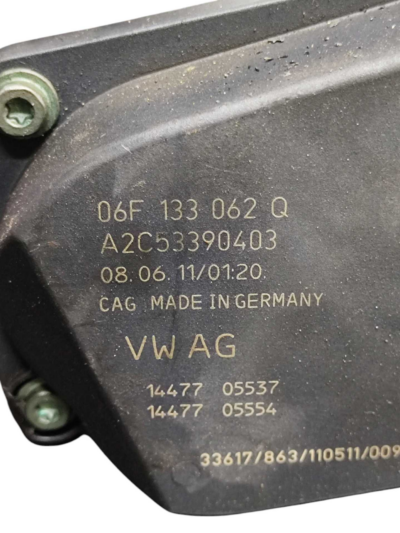 06F 133 062 Q
A2C53390403
08.06.11/01:20.
CAG MADE IN GERMANY
VW AG
14477 05537
14477 05554
33617/863/110511/009